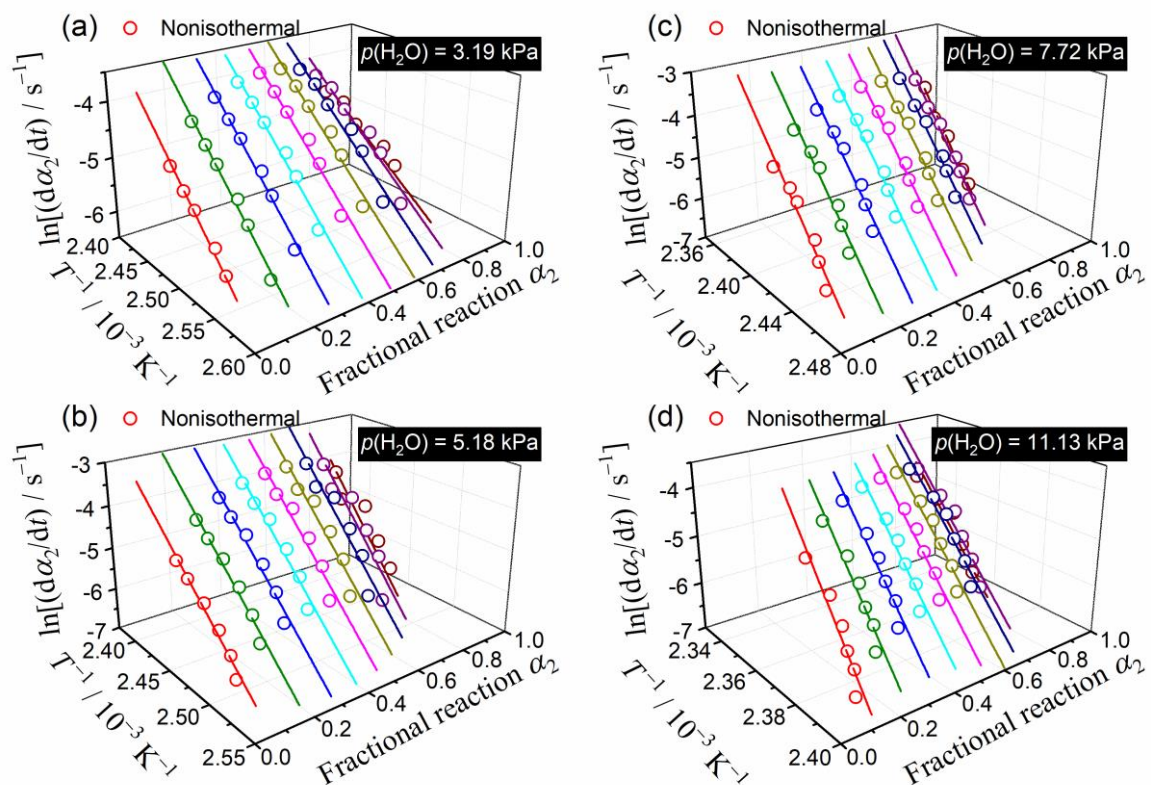 (a) Nonisothermal
p(H₂O) = 3.19 kPa
ln[(dα₂/dt) / s⁻¹]
-4
-5
-6
T⁻¹ / 10⁻³ K⁻¹
2.40
2.45
2.50
2.55
2.60
Fractional reaction α₂
0.0
0.2
0.4
0.6
0.8
1.0
(c) Nonisothermal
p(H₂O) = 7.72 kPa
ln[(dα₂/dt) / s⁻¹]
-3
-4
-5
-6
-7
T⁻¹ / 10⁻³ K⁻¹
2.36
2.40
2.44
2.48
Fractional reaction α₂
0.0
0.2
0.4
0.6
0.8
1.0
(b) Nonisothermal
p(H₂O) = 5.18 kPa
ln[(dα₂/dt) / s⁻¹]
-3
-4
-5
-6
-7
T⁻¹ / 10⁻³ K⁻¹
2.40
2.45
2.50
2.55
Fractional reaction α₂
0.0
0.2
0.4
0.6
0.8
1.0
(d) Nonisothermal
p(H₂O) = 11.13 kPa
ln[(dα₂/dt) / s⁻¹]
-4
-5
-6
-7
T⁻¹ / 10⁻³ K⁻¹
2.34
2.36
2.38
2.40
Fractional reaction α₂
0.0
0.2
0.4
0.6
0.8
1.0